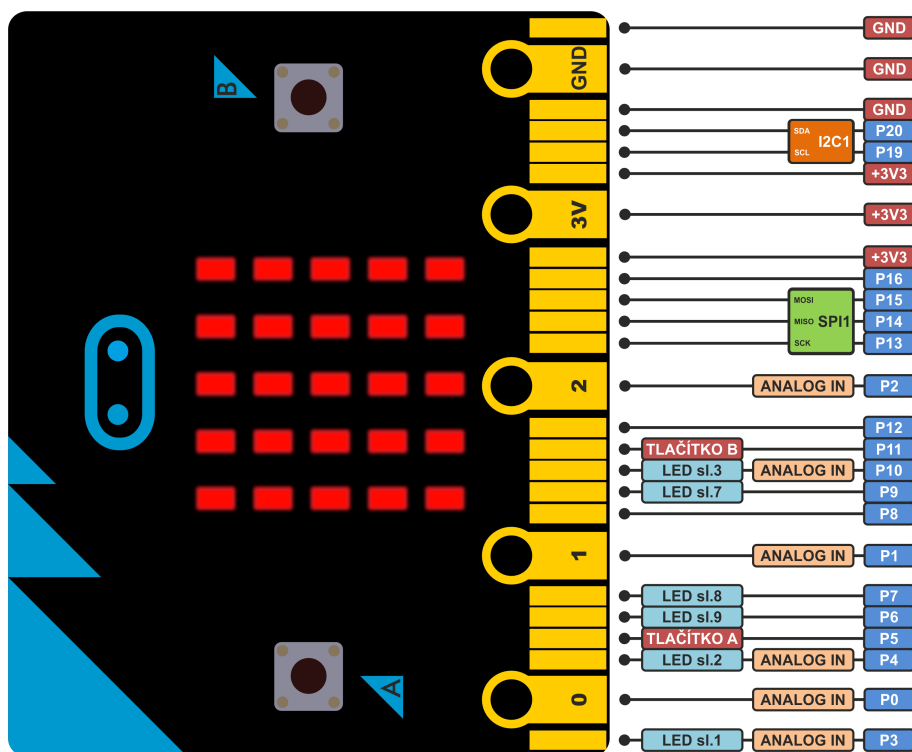 GND
GND GND
B
GND
SDA I2C1 P20
SCL P19
+3V3
3V +3V3
+3V3
P16
MOSI P15
MISO SPI1 P14
SCK P13
2 ANALOG IN P2
P12
TLAČÍTKO B P11
LED sl.3 ANALOG IN P10
LED sl.7 P9
P8
1 ANALOG IN P1
LED sl.8 P7
LED sl.9 P6
TLAČÍTKO A P5
LED sl.2 ANALOG IN P4
A
0 ANALOG IN P0
LED sl.1 ANALOG IN P3